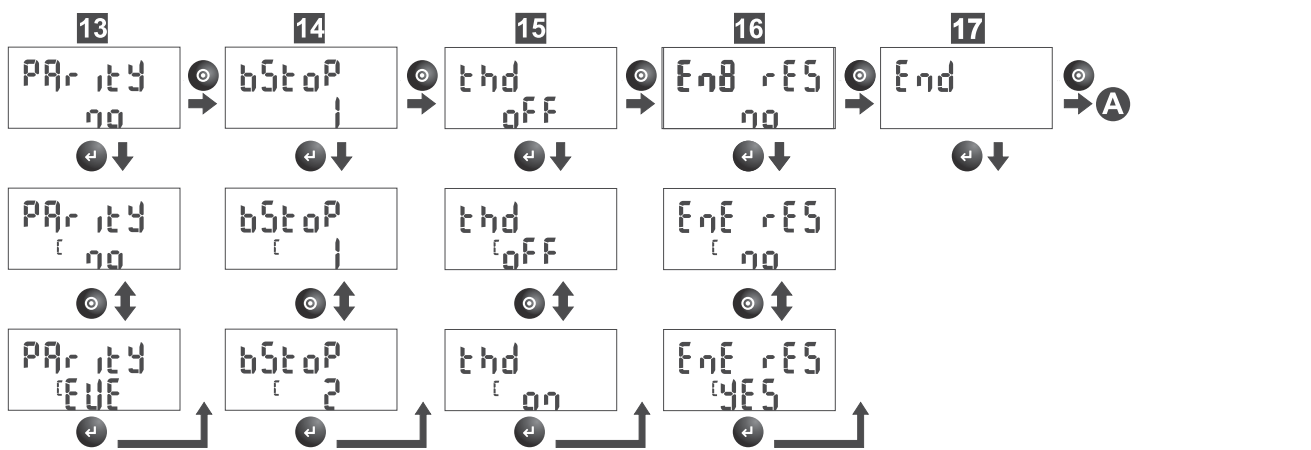 13 14 15 16 17
PAr ity bStoP thd EnB rES End
no 1 oFF no
A
PAr ity bStoP thd EnE rES
[ no [ 1 [ oFF [ no
PAr ity bStoP thd EnE rES
[ EVE [ 2 [ on [ YES